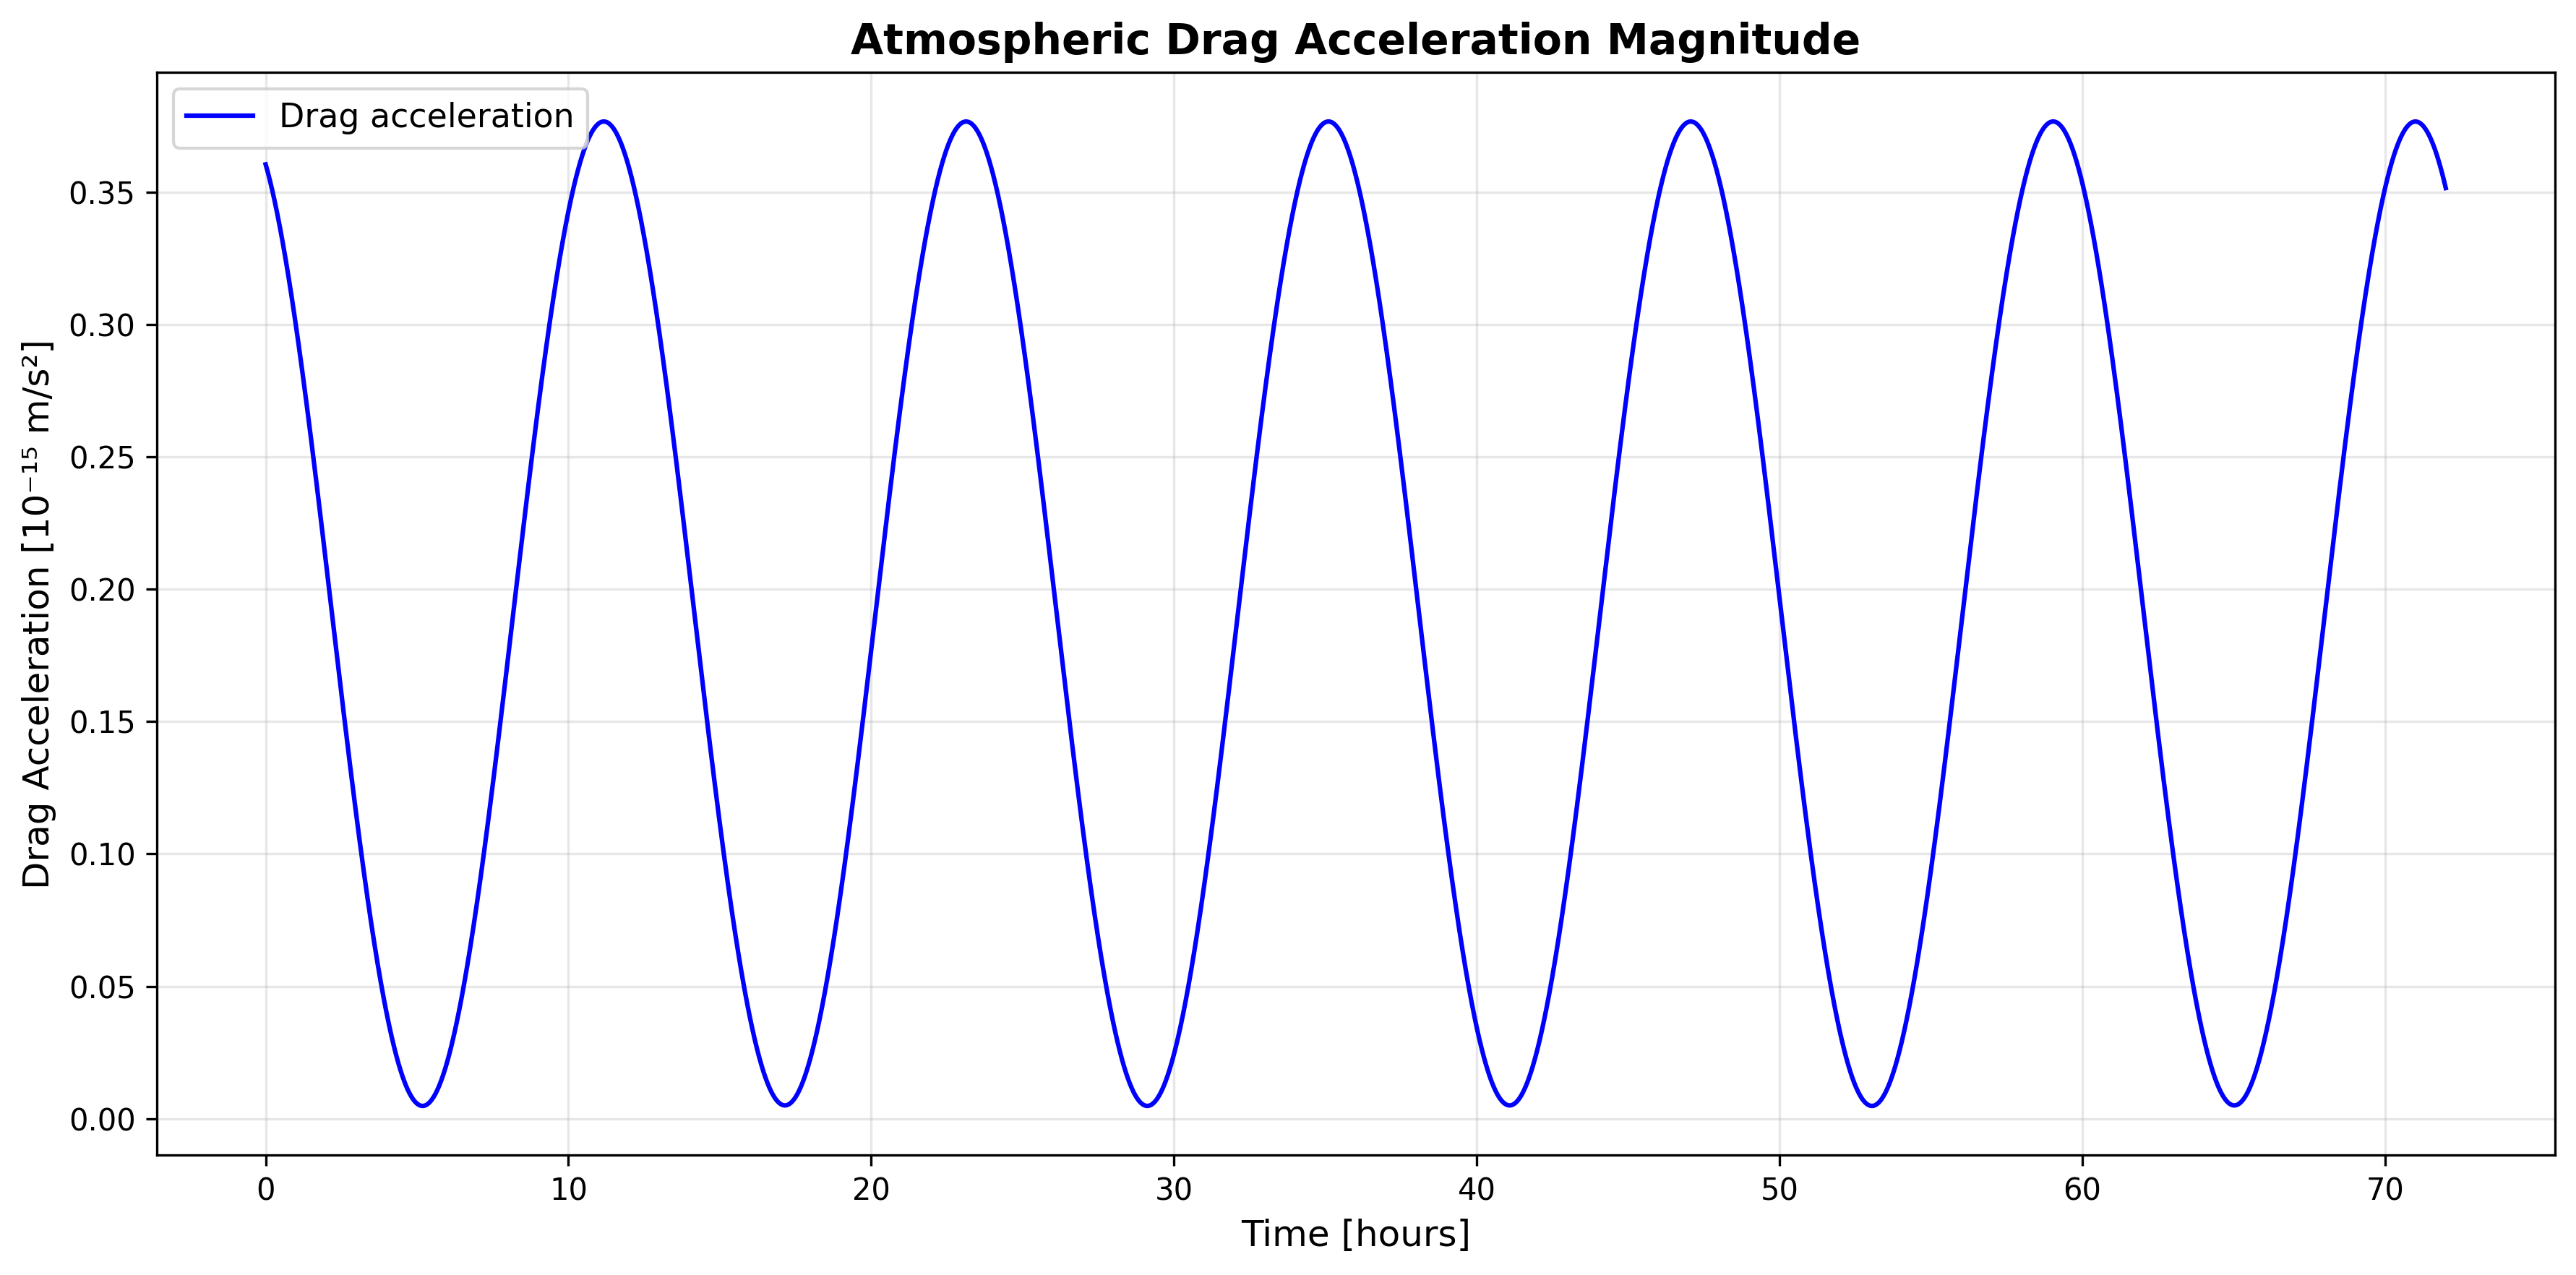 Atmospheric Drag Acceleration Magnitude
Drag acceleration
Drag Acceleration [10⁻¹⁵ m/s²]
0.35
0.30
0.25
0.20
0.15
0.10
0.05
0.00
0 10 20 30 40 50 60 70
Time [hours]